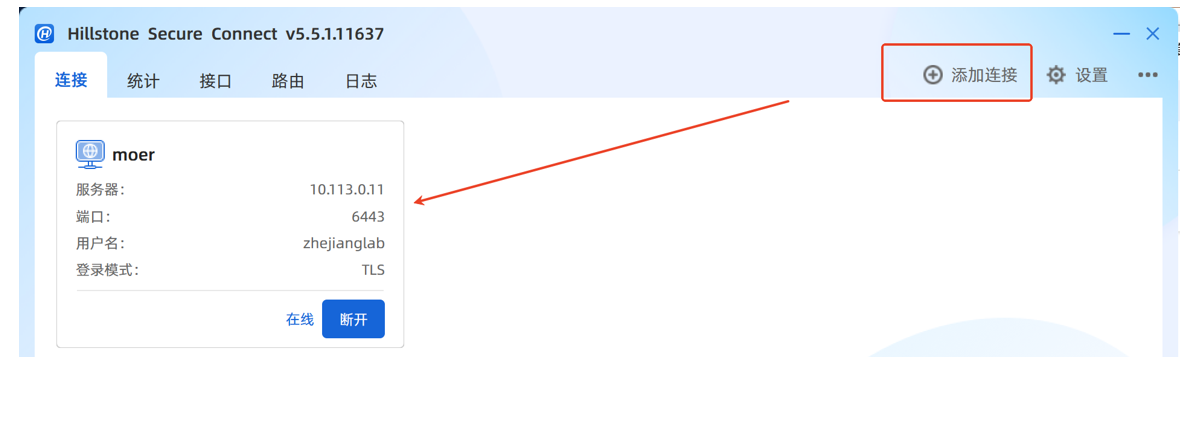 Hillstone Secure Connect v5.5.1.11637
连接 统计 接口 路由 日志 添加连接 设置
moer
服务器： 10.113.0.11
端口： 6443
用户名： zhejianglab
登录模式： TLS
在线 断开